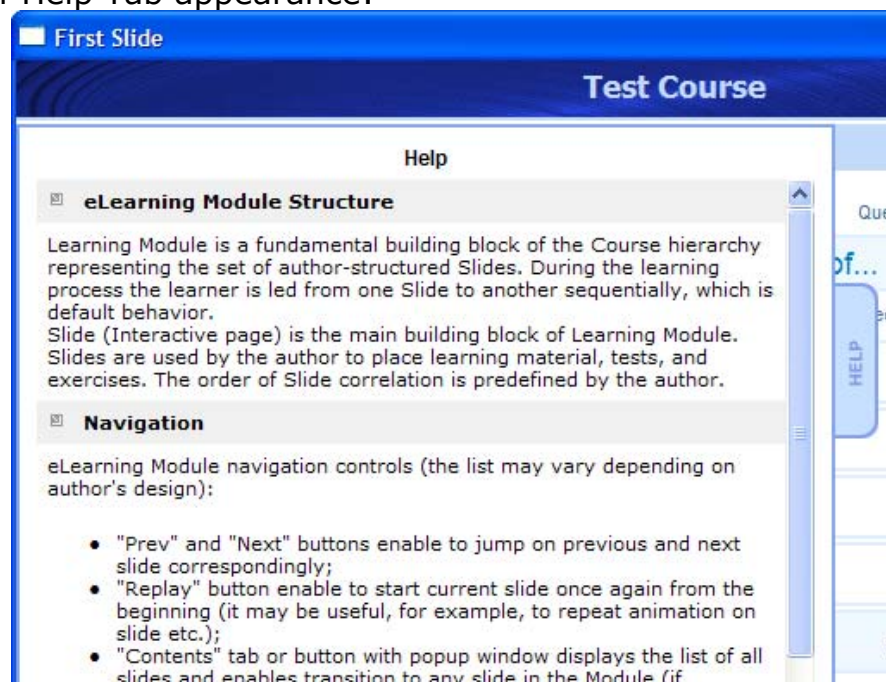 Help Tab appearance:
First Slide
Test Course
Help
eLearning Module Structure
Learning Module is a fundamental building block of the Course hierarchy
representing the set of author-structured Slides. During the learning
process the learner is led from one Slide to another sequentially, which is
default behavior.
Slide (Interactive page) is the main building block of Learning Module.
Slides are used by the author to place learning material, tests, and
exercises. The order of Slide correlation is predefined by the author.
Navigation
eLearning Module navigation controls (the list may vary depending on
author's design):
• "Prev" and "Next" buttons enable to jump on previous and next
slide correspondingly;
• "Replay" button enable to start current slide once again from the
beginning (it may be useful, for example, to repeat animation on
slide etc.);
• "Contents" tab or button with popup window displays the list of all
slides and enables transition to any slide in the Module (if
Que
of...
HELP